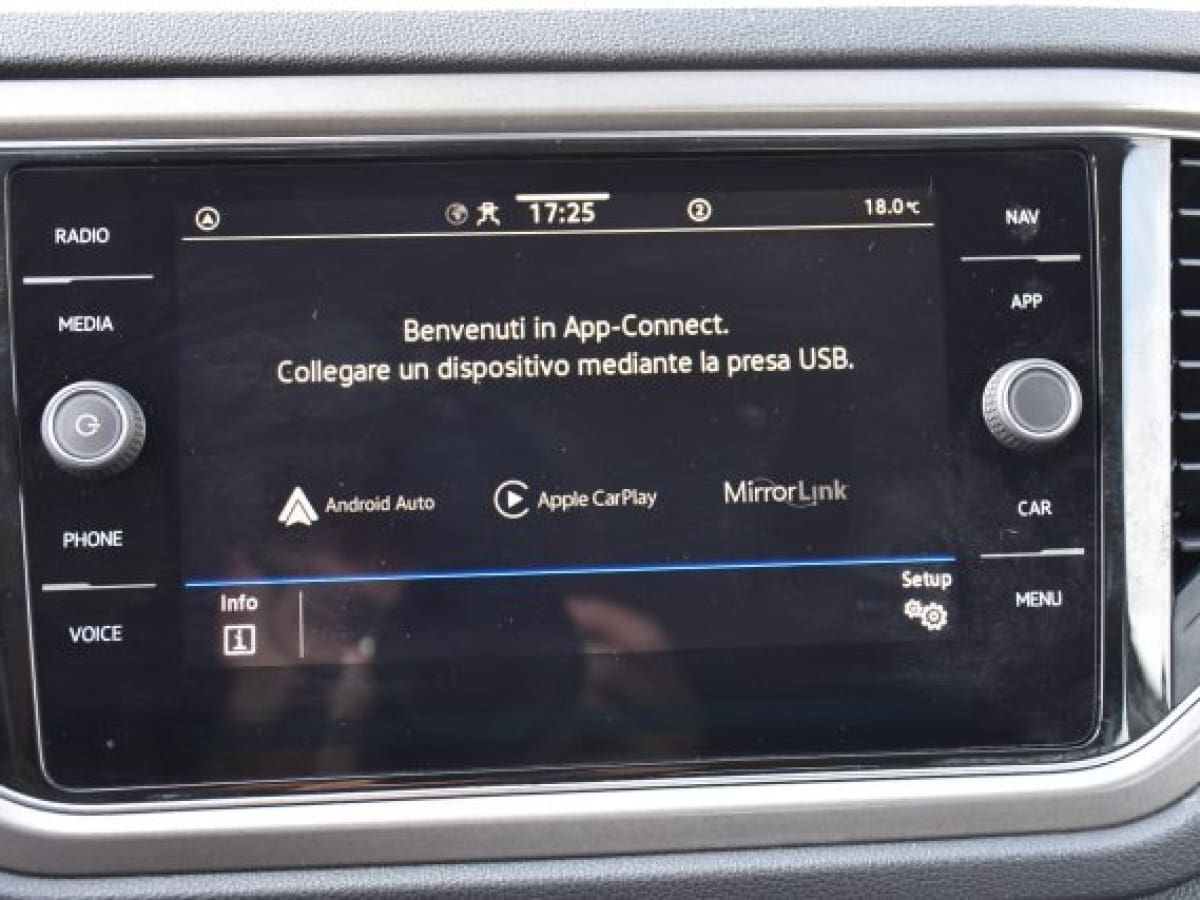 RADIO
MEDIA
PHONE
VOICE
17:25
2
18.0°C
Benvenuti in App-Connect.
Collegare un dispositivo mediante la presa USB.
Android Auto
Apple CarPlay
MirrorLink
Info
i
Setup
NAV
APP
CAR
MENU